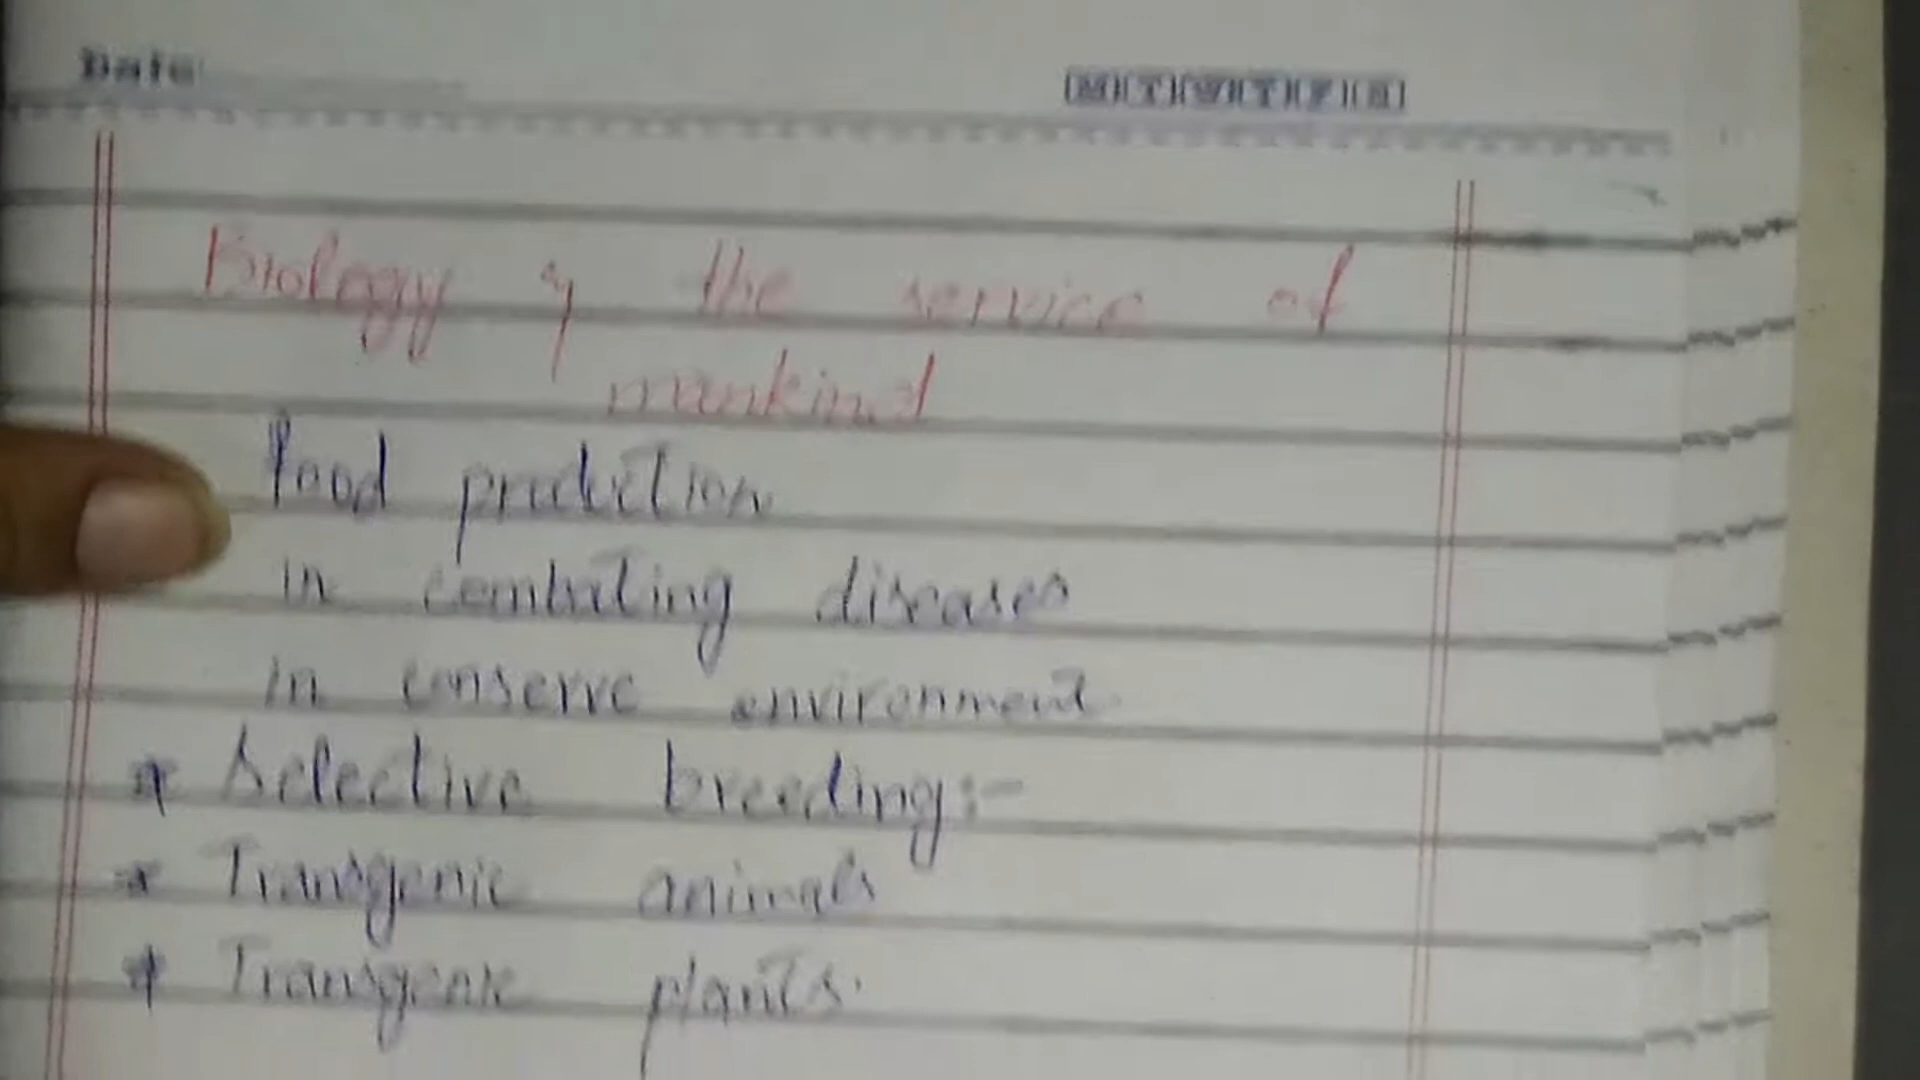 Date
M T W T F S
Biology & the service of
mankind
Food production
in combating diseases
in conserve environment
* Selective breeding:-
* Transgenic animals
* Transgenic plants.